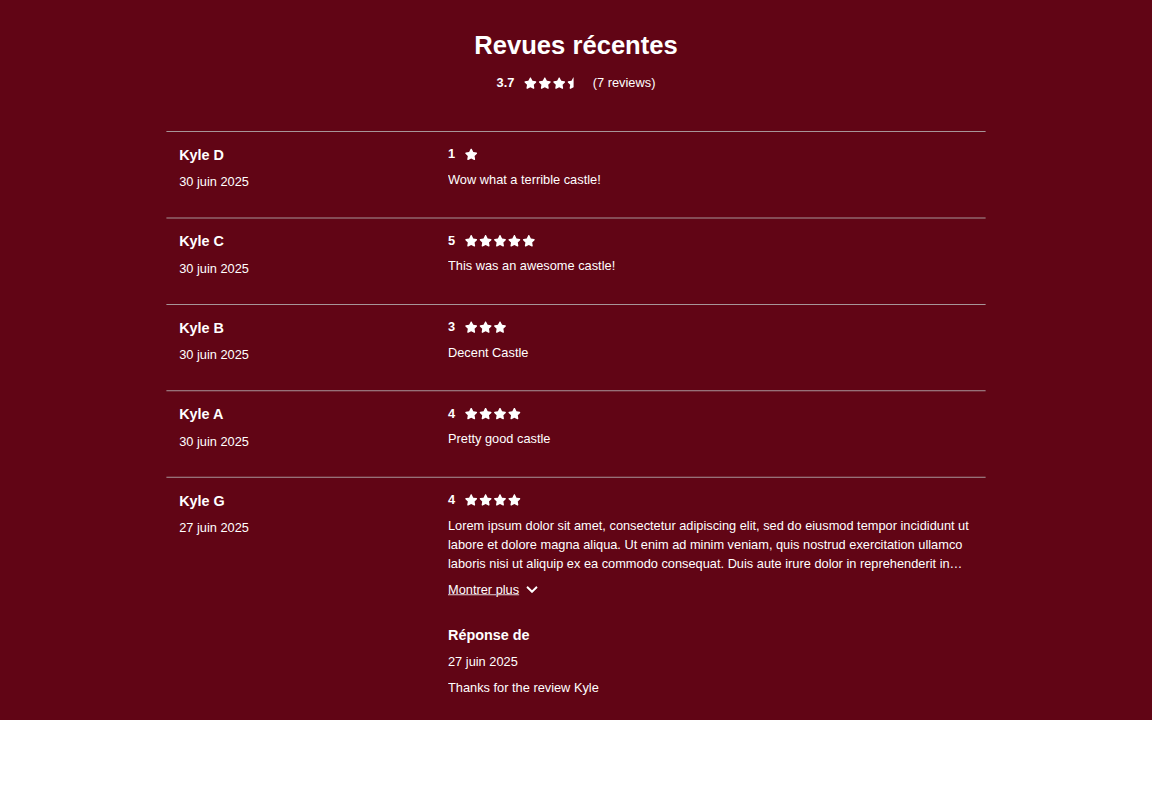 Revues récentes
3.7 (7 reviews)
Kyle D
30 juin 2025
1
Wow what a terrible castle!
Kyle C
30 juin 2025
5
This was an awesome castle!
Kyle B
30 juin 2025
3
Decent Castle
Kyle A
30 juin 2025
4
Pretty good castle
Kyle G
27 juin 2025
4
Lorem ipsum dolor sit amet, consectetur adipiscing elit, sed do eiusmod tempor incididunt ut
labore et dolore magna aliqua. Ut enim ad minim veniam, quis nostrud exercitation ullamco
laboris nisi ut aliquip ex ea commodo consequat. Duis aute irure dolor in reprehenderit in…
Montrer plus
Réponse de
27 juin 2025
Thanks for the review Kyle